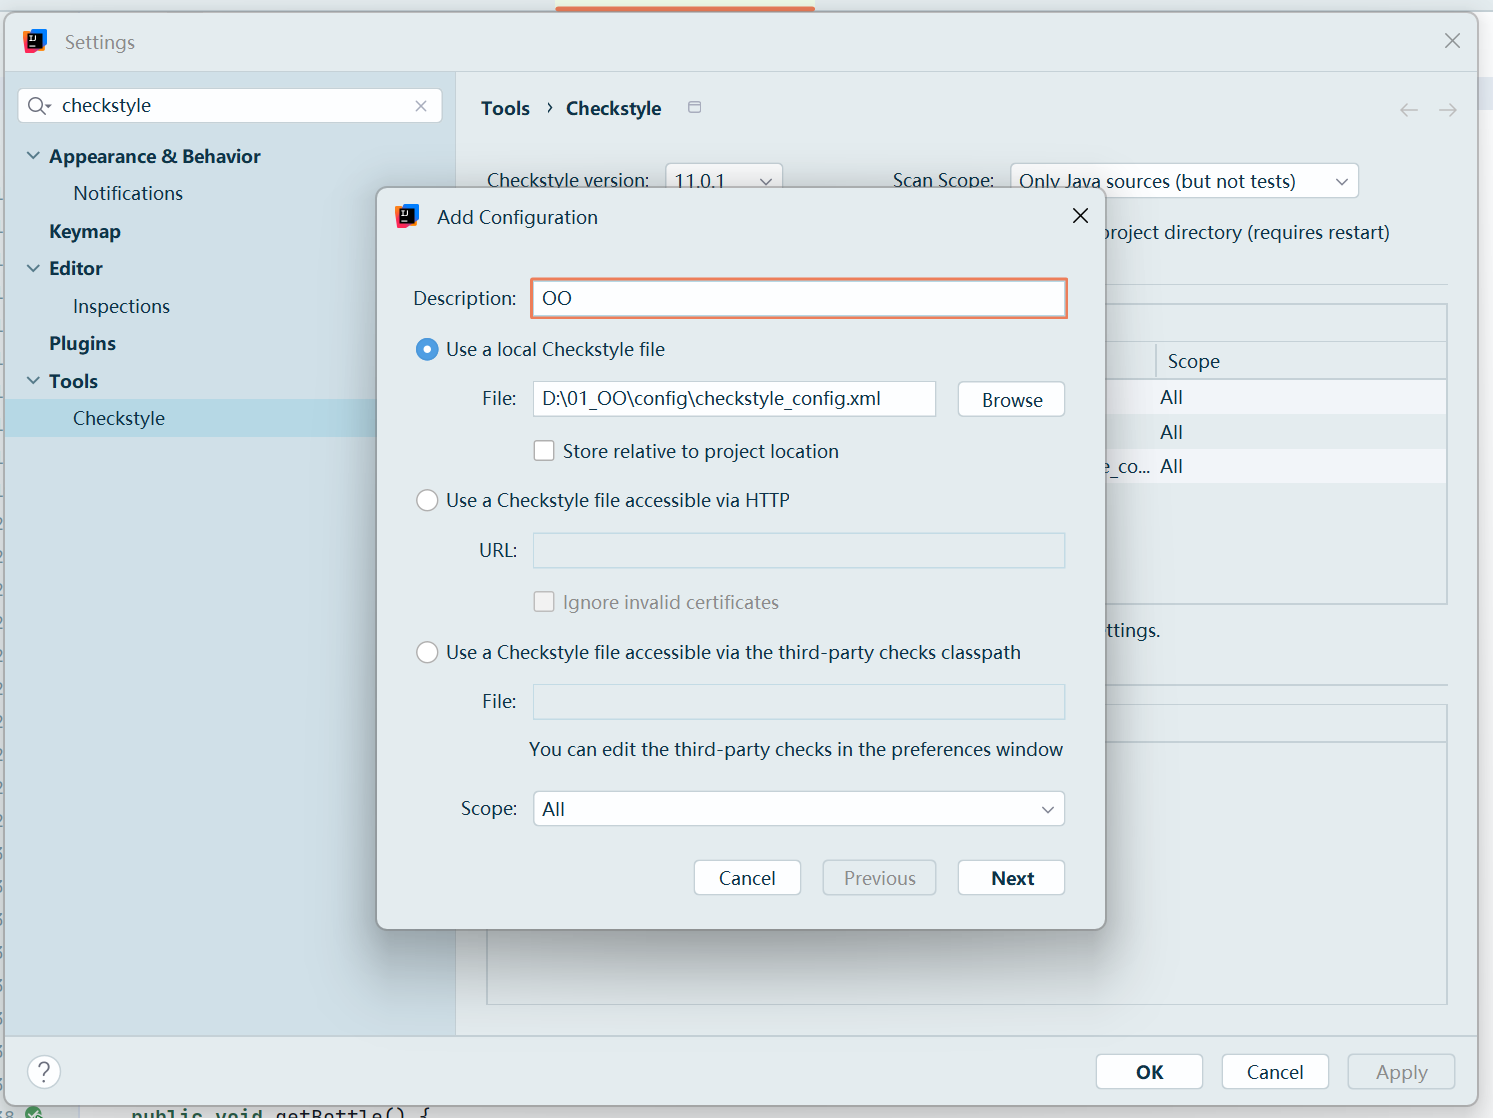 Settings
checkstyle
Appearance & Behavior
Notifications
Keymap
Editor
Inspections
Plugins
Tools
Checkstyle
Tools › Checkstyle
Checkstyle version: 11.0.1 Scan Scope: Only Java sources (but not tests)
project directory (requires restart)
Scope
All
All
e_co... All
ttings.
Add Configuration
Description: OO
Use a local Checkstyle file
File: D:\01_OO\config\checkstyle_config.xml Browse
Store relative to project location
Use a Checkstyle file accessible via HTTP
URL:
Ignore invalid certificates
Use a Checkstyle file accessible via the third-party checks classpath
File:
You can edit the third-party checks in the preferences window
Scope: All
Cancel Previous Next
? OK Cancel Apply
public void getBottle() {